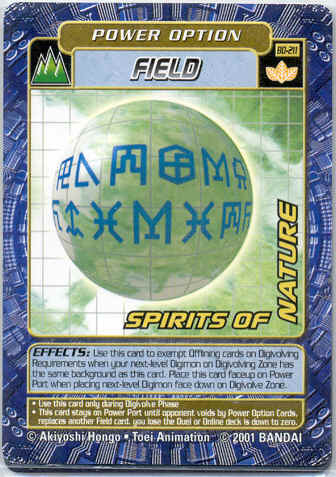 POWER OPTION
BO-211
FIELD
SPIRITS OF
NATURE
EFFECTS: Use this card to exempt Offlining cards on Digivolving
Requirements when your next-level Digimon on Digivolving Zone has
the same background as this card. Place this card faceup on Power
Port when placing next-level Digimon face down on Digivolve Zone.
• Use this card only during Digivolve Phase
• This card stays on Power Port until opponent voids by Power Option Cards,
replaces another Field card, you lose the Duel or Online deck is down to zero.
© Akiyoshi Hongo • Toei Animation © 2001 BANDAI